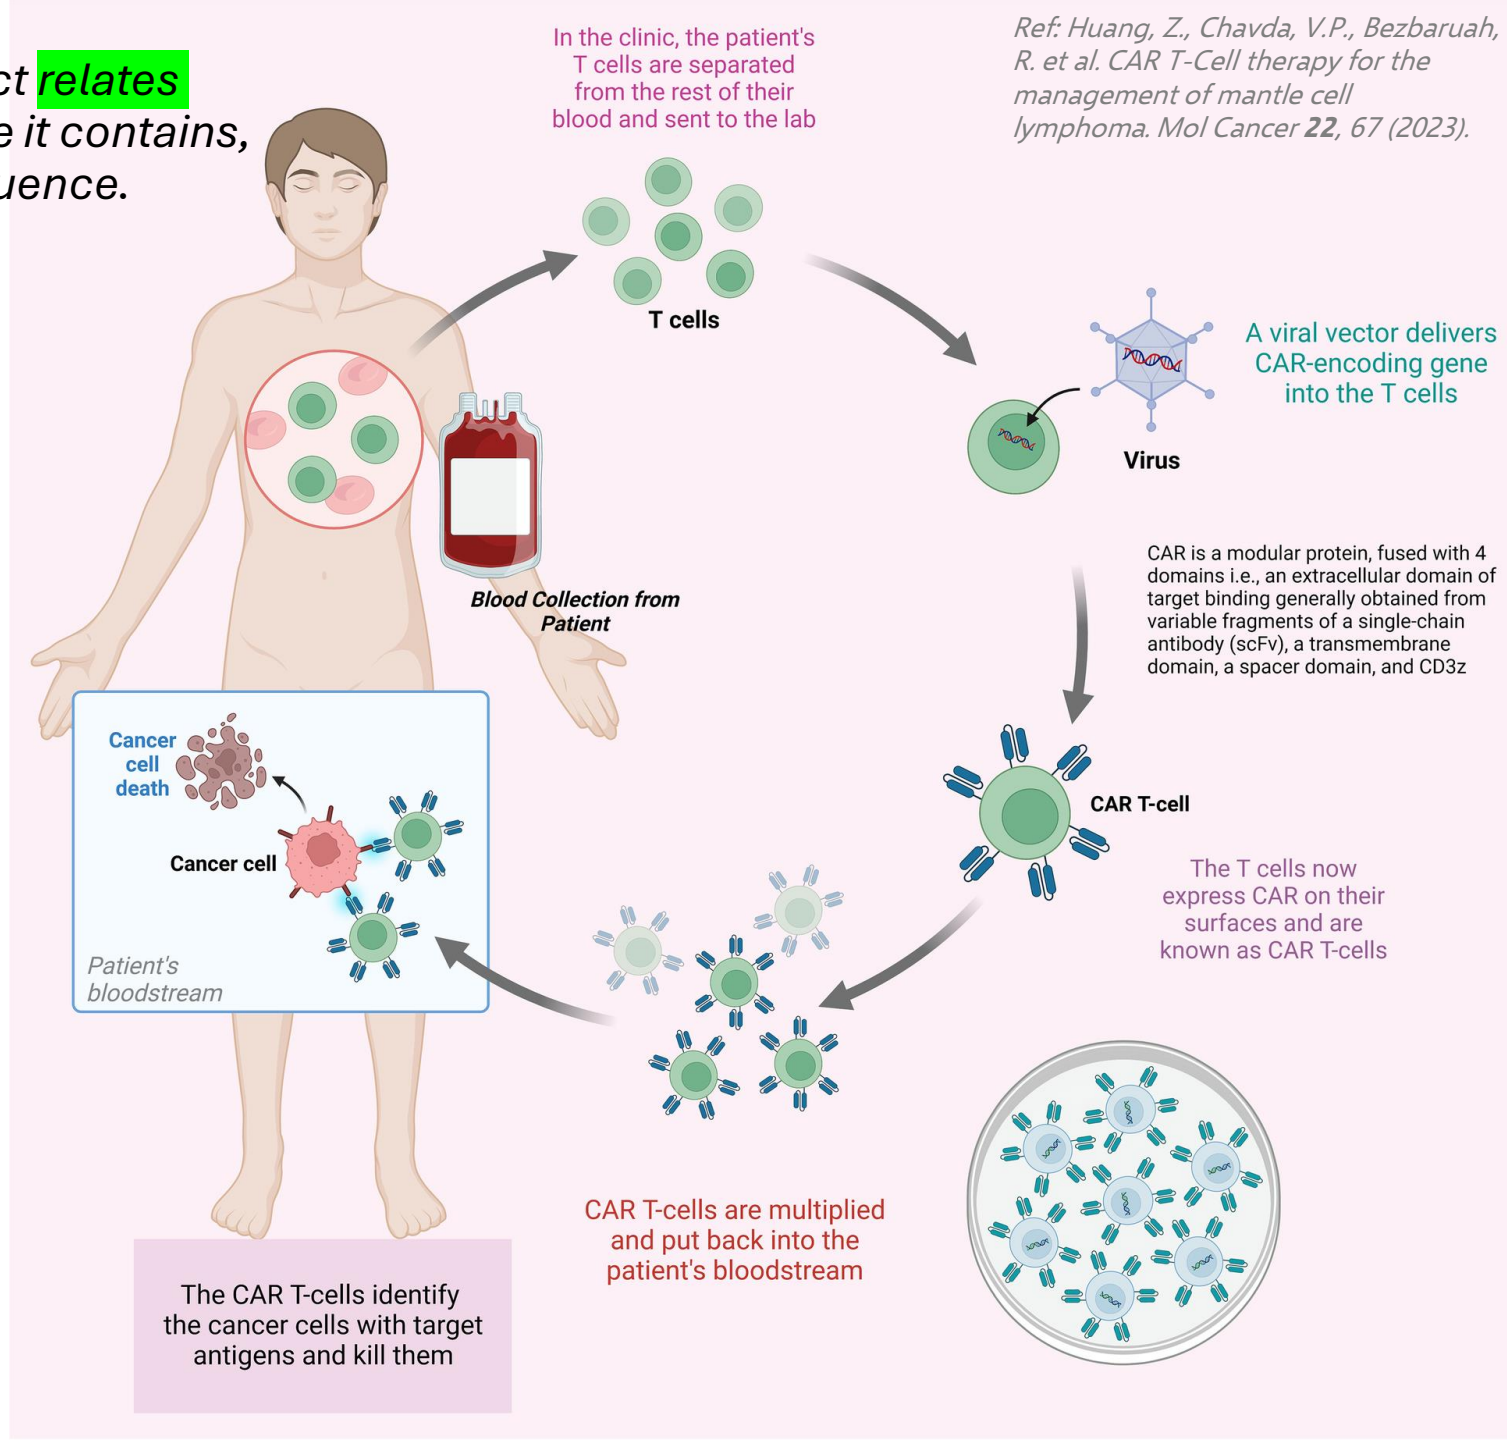 ct relates
e it contains,
uence.
In the clinic, the patient's
T cells are separated
from the rest of their
blood and sent to the lab
Ref: Huang, Z., Chavda, V.P., Bezbaruah,
R. et al. CAR T-Cell therapy for the
management of mantle cell
lymphoma. Mol Cancer 22, 67 (2023).
T cells
A viral vector delivers
CAR-encoding gene
into the T cells
Virus
Blood Collection from
Patient
CAR is a modular protein, fused with 4
domains i.e., an extracellular domain of
target binding generally obtained from
variable fragments of a single-chain
antibody (scFv), a transmembrane
domain, a spacer domain, and CD3z
CAR T-cell
The T cells now
express CAR on their
surfaces and are
known as CAR T-cells
CAR T-cells are multiplied
and put back into the
patient's bloodstream
Cancer
cell
death
Cancer cell
Patient's
bloodstream
The CAR T-cells identify
the cancer cells with target
antigens and kill them